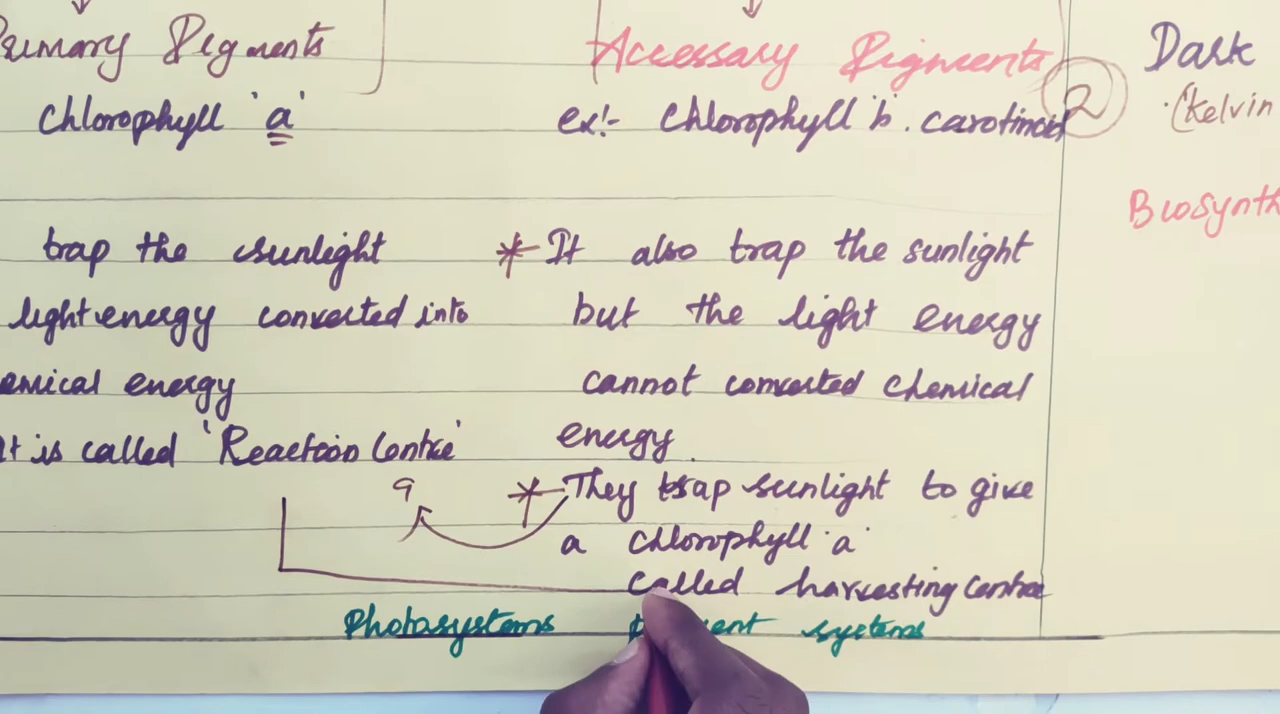 Primary Pigments
Chlorophyll 'a'
trap the sunlight
light energy converted into
emical energy
It is called 'Reaction Centre'
a
Accessary Pigments
ex:- Chlorophyll 'b'. carotinoid
* It also trap the sunlight
but the light energy
cannot converted chemical
energy.
* They trap sunlight to give
a chlorophyll 'a'
called harvesting Centre
Photosystems systems
2
Dark
(Kelvin
Biosynth